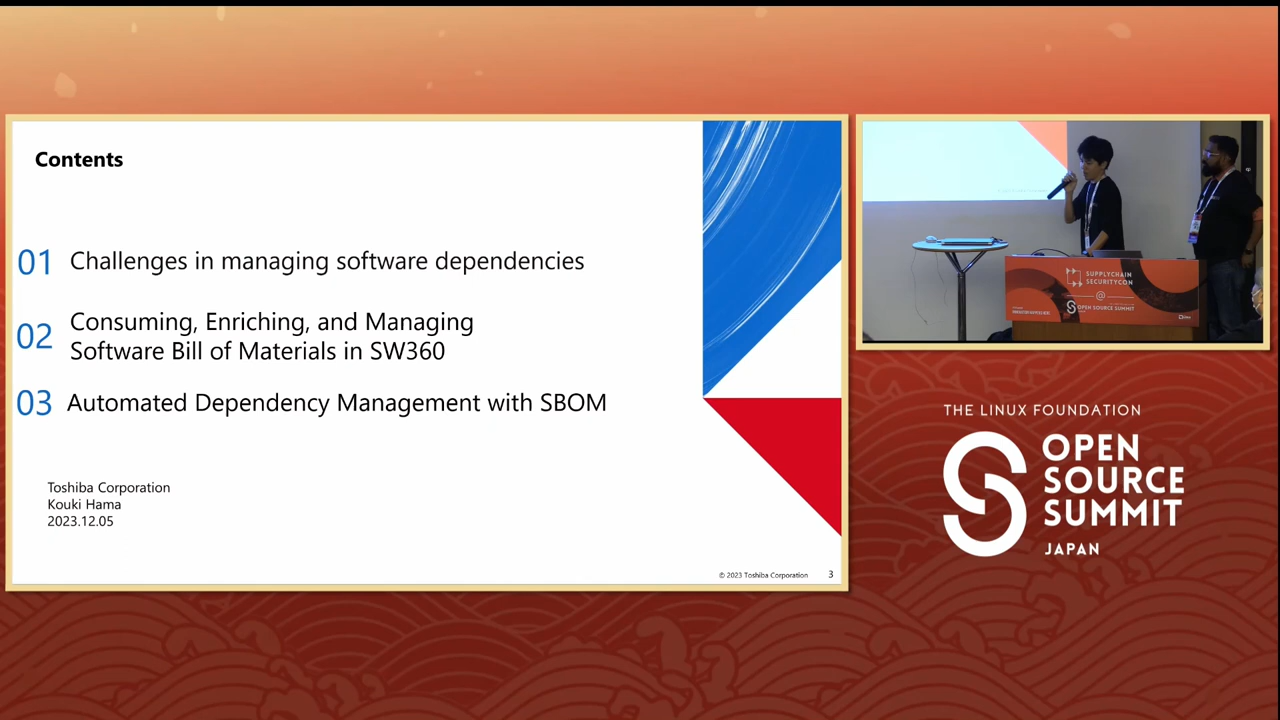 Contents
01 Challenges in managing software dependencies
02 Consuming, Enriching, and Managing
Software Bill of Materials in SW360
03 Automated Dependency Management with SBOM
Toshiba Corporation
Kouki Hama
2023.12.05
© 2023 Toshiba Corporation 3
SUPPLYCHAIN
SECURITYCON
@
OPEN SOURCE SUMMIT
THE LINUX FOUNDATION
OPEN
SOURCE
SUMMIT
JAPAN